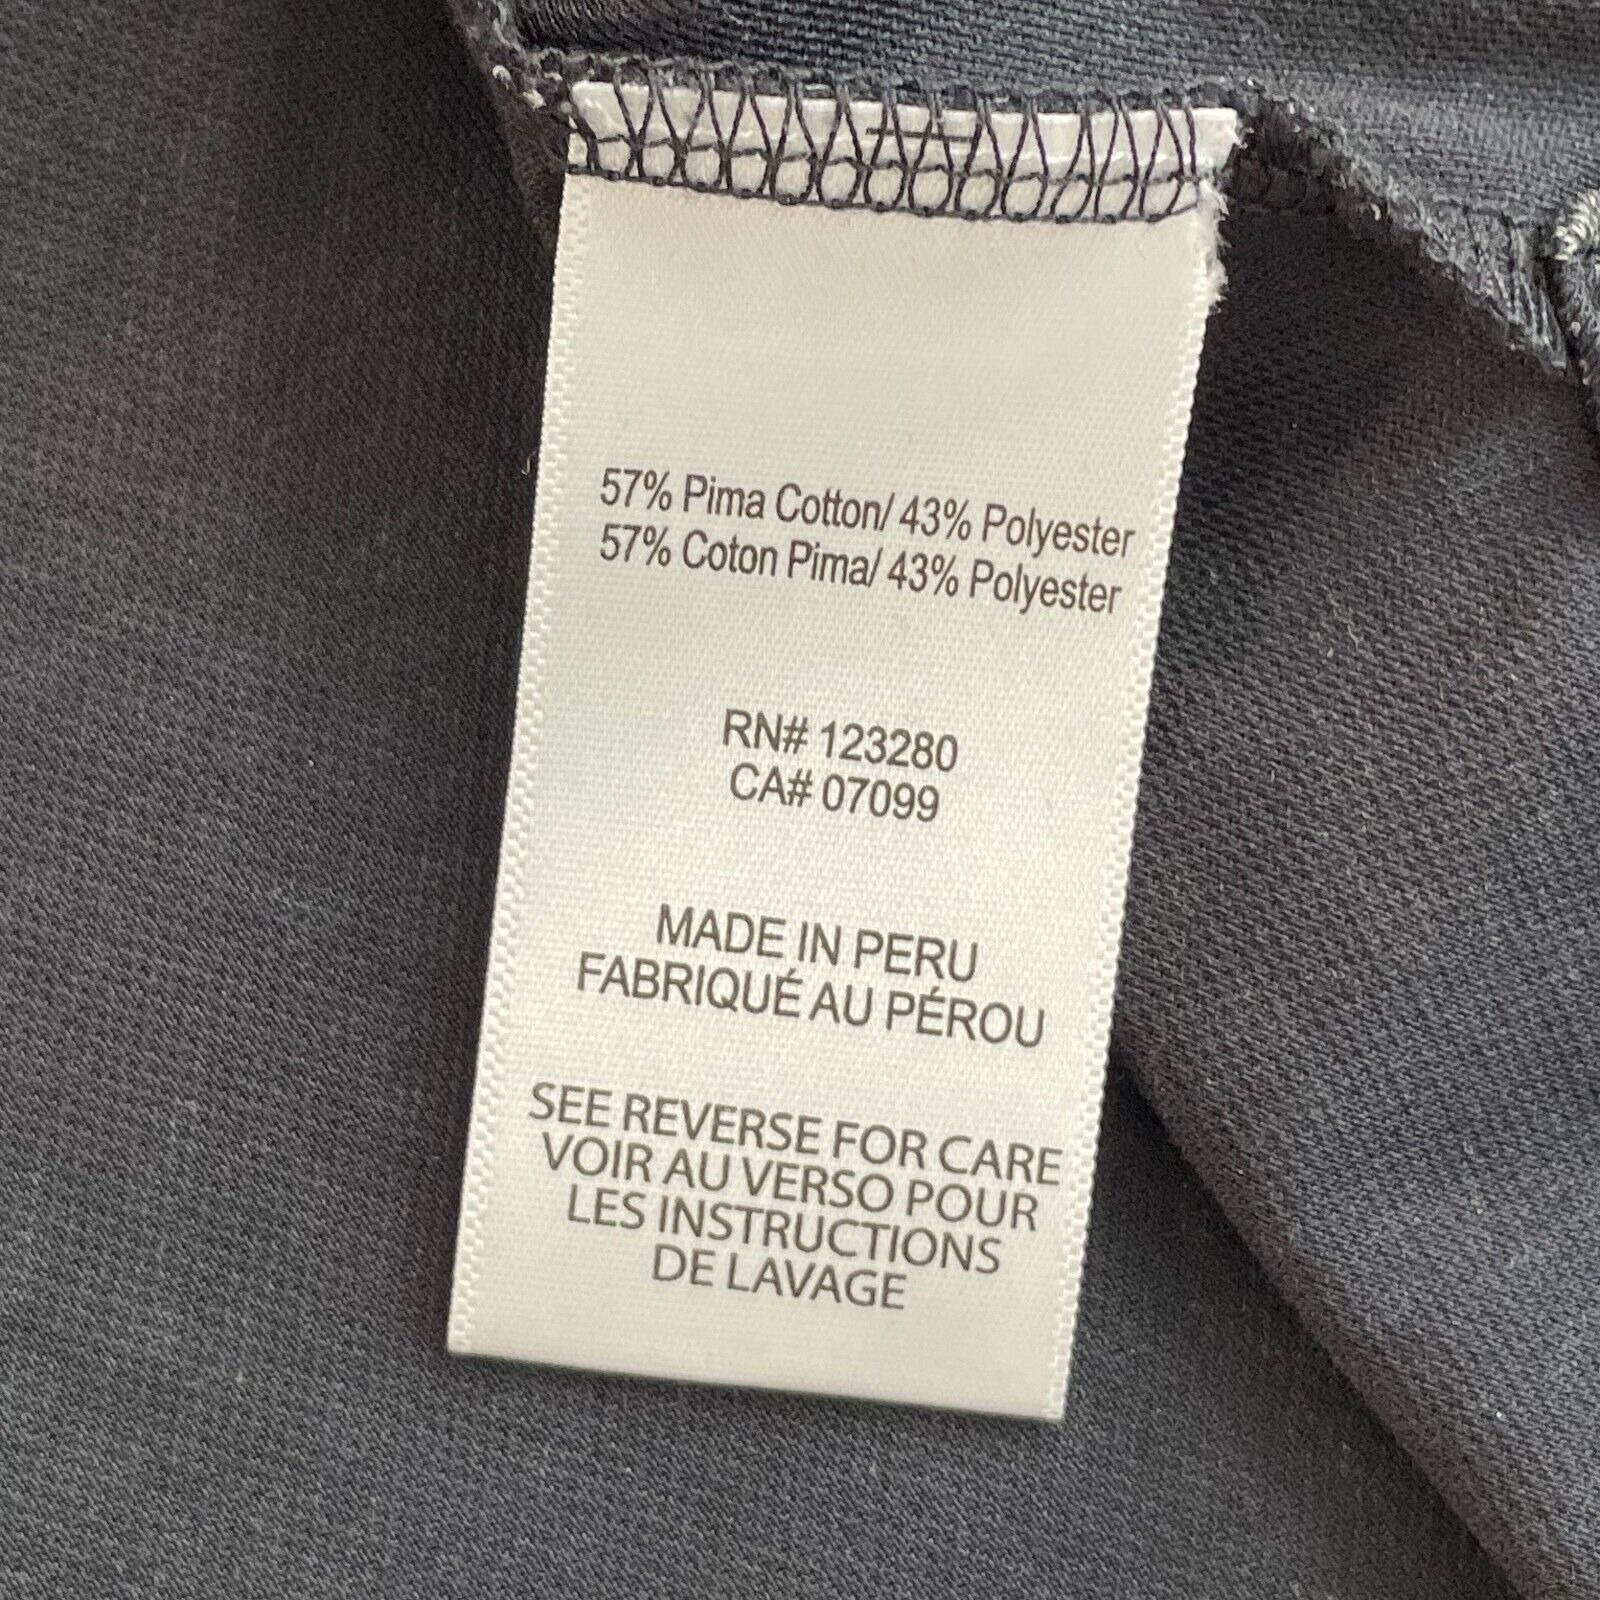 57% Pima Cotton/ 43% Polyester
57% Coton Pima/ 43% Polyester
RN# 123280
CA# 07099
MADE IN PERU
FABRIQUÉ AU PÉROU
SEE REVERSE FOR CARE
VOIR AU VERSO POUR
LES INSTRUCTIONS
DE LAVAGE